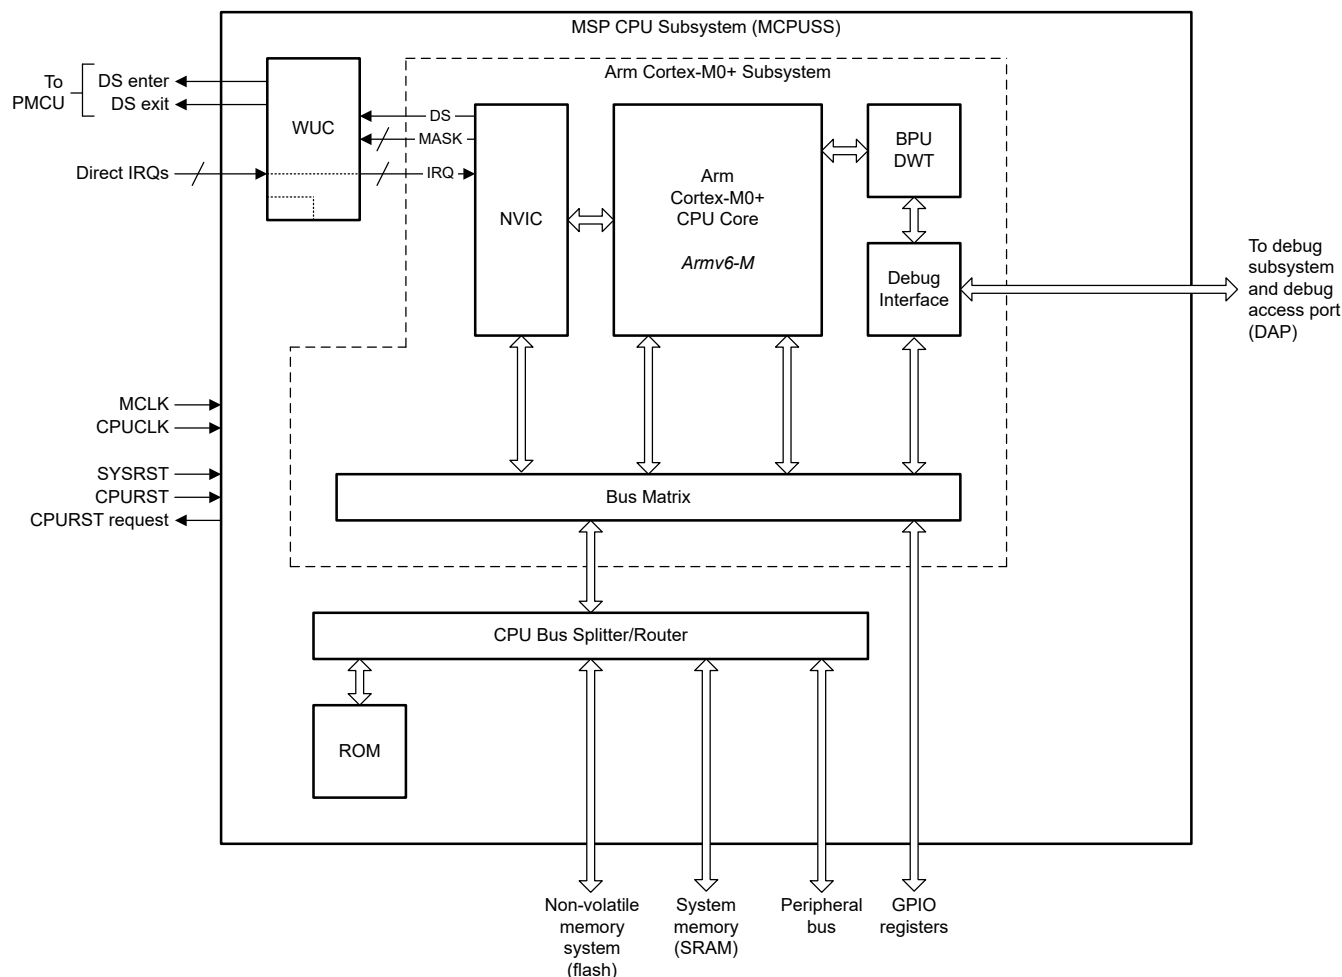 MSP CPU Subsystem (MCPUSS)
Arm Cortex-M0+ Subsystem
To
PMCU
DS enter
DS exit
WUC
DS
MASK
IRQ
Direct IRQs
NVIC
Arm
Cortex-M0+
CPU Core
Armv6-M
BPU
DWT
Debug
Interface
To debug
subsystem
and debug
access port
(DAP)
MCLK
CPUCLK
SYSRST
CPURST
CPURST request
Bus Matrix
CPU Bus Splitter/Router
ROM
Non-volatile
memory
system
(flash)
System
memory
(SRAM)
Peripheral
bus
GPIO
registers